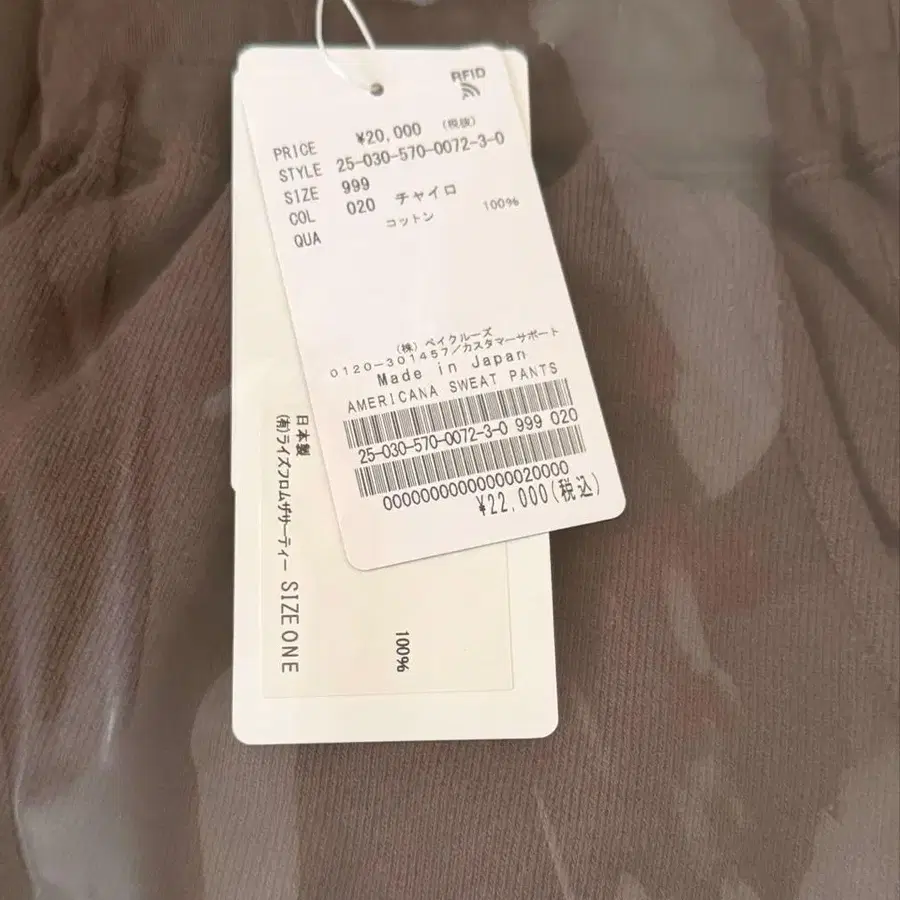 RFID
PRICE ¥20,000 (税抜)
STYLE 25-030-570-0072-3-0
SIZE 999
COL 020 チャイロ
QUA コットン 100%
(株) ベイクルーズ
0120-301457/カスタマーサポート
Made in Japan
AMERICANA SWEAT PANTS
25-030-570-0072-3-0 999 020
00000000000000020000
¥22,000(税込)
日本製
(有)ライズフロムザサーティー SIZE ONE
100%